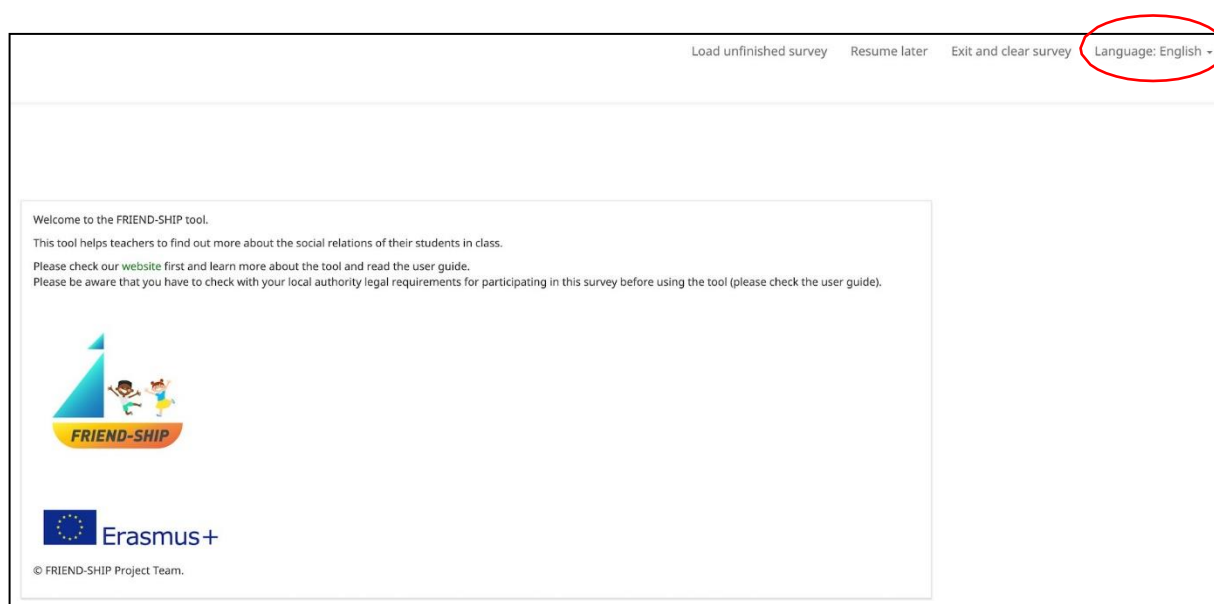 Load unfinished survey Resume later Exit and clear survey Language: English
Welcome to the FRIEND-SHIP tool.
This tool helps teachers to find out more about the social relations of their students in class.
Please check our website first and learn more about the tool and read the user guide.
Please be aware that you have to check with your local authority legal requirements for participating in this survey before using the tool (please check the user guide).
FRIEND-SHIP
Erasmus+
© FRIEND-SHIP Project Team.